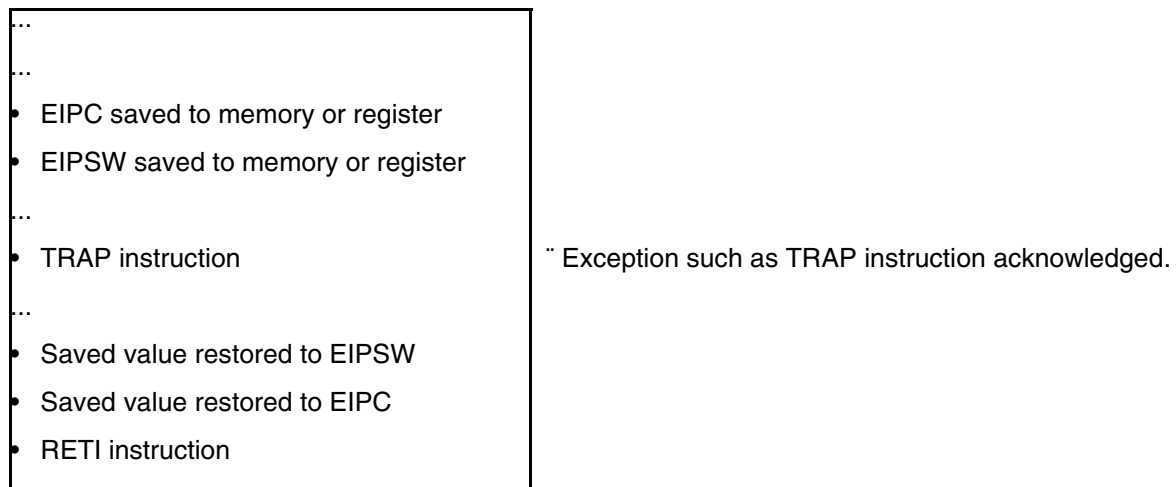 ...
...
• EIPC saved to memory or register
• EIPSW saved to memory or register
...
• TRAP instruction ¨ Exception such as TRAP instruction acknowledged.
...
• Saved value restored to EIPSW
• Saved value restored to EIPC
• RETI instruction